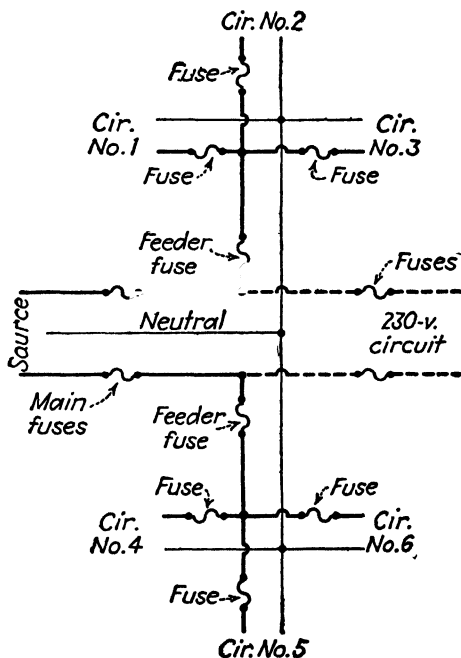 Cir. No.2
Fuse
Cir.
No.1
Cir.
No.3
Fuse
Fuse
Feeder
fuse
Fuses
Saurce
Neutral
230-v.
circuit
Main
fuses
Feeder
fuse
Fuse
Fuse
Cir.
No.4
Cir.
No.6
Fuse
Cir. No.5